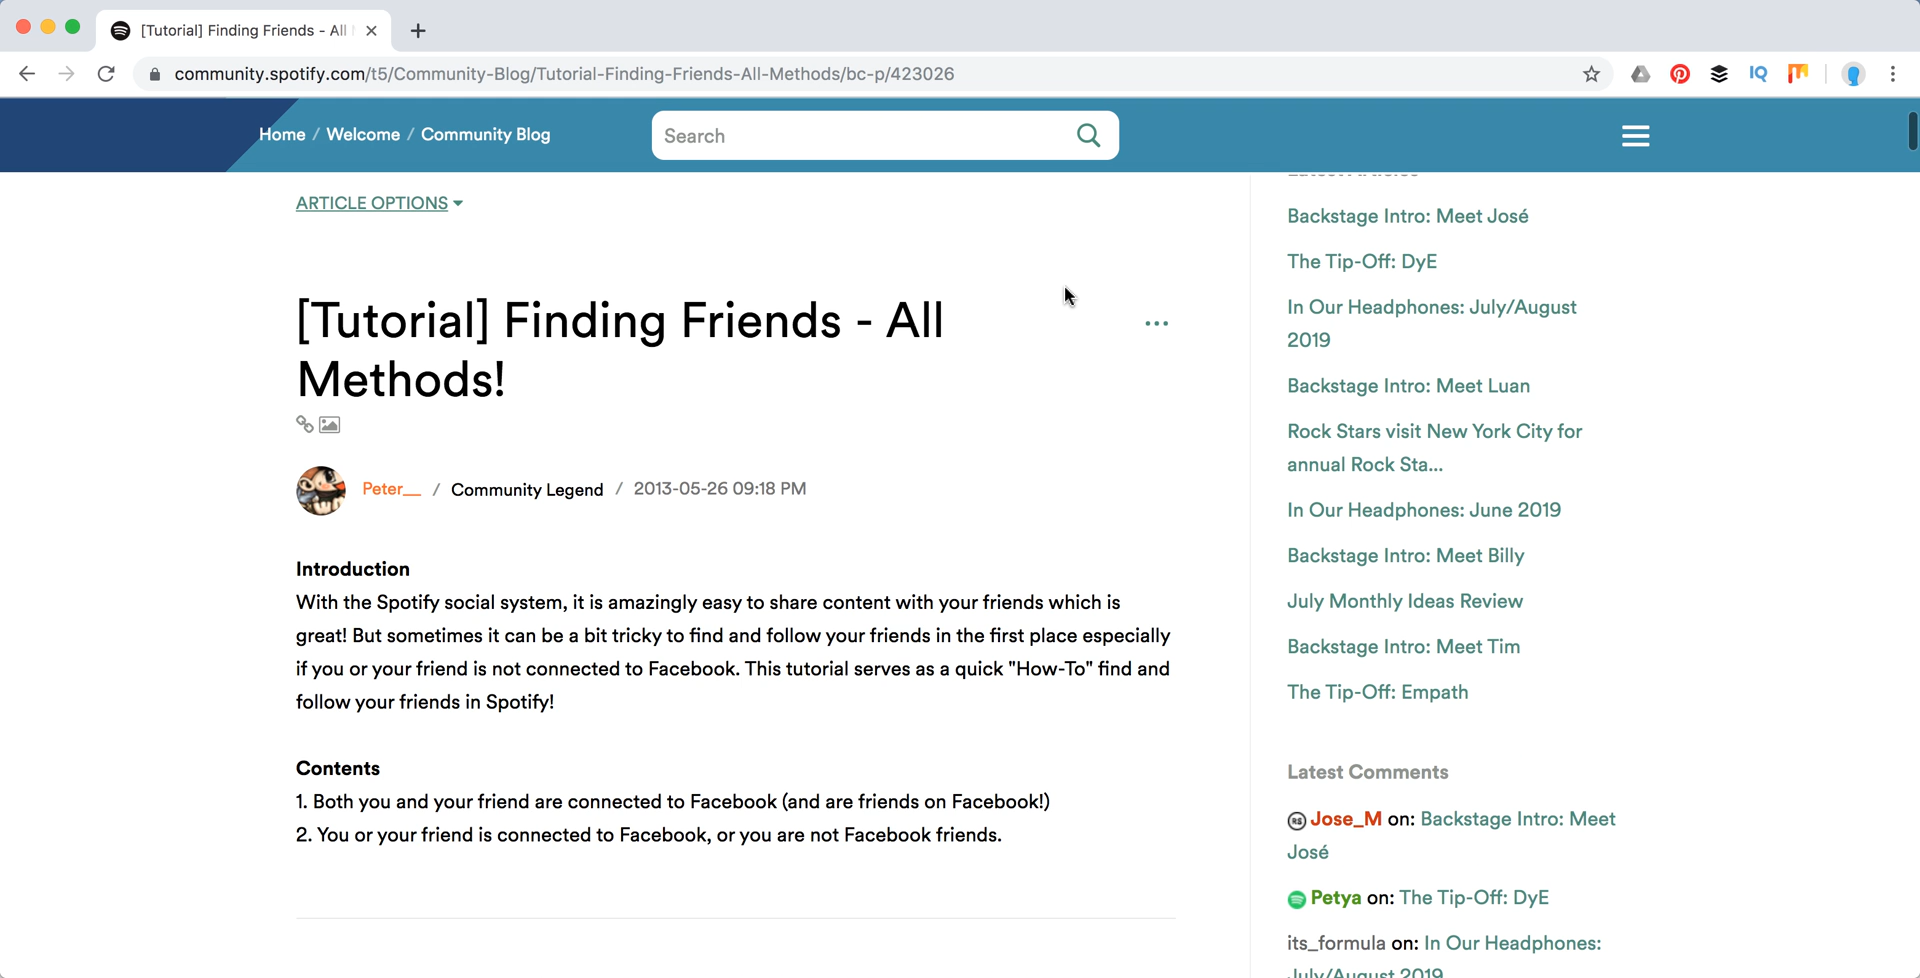 [Tutorial] Finding Friends - All
community.spotify.com/t5/Community-Blog/Tutorial-Finding-Friends-All-Methods/bc-p/423026
IQ
Home / Welcome / Community Blog
Search
ARTICLE OPTIONS
[Tutorial] Finding Friends - All
Methods!
Peter__ / Community Legend / 2013-05-26 09:18 PM
Introduction
With the Spotify social system, it is amazingly easy to share content with your friends which is
great! But sometimes it can be a bit tricky to find and follow your friends in the first place especially
if you or your friend is not connected to Facebook. This tutorial serves as a quick "How-To" find and
follow your friends in Spotify!
Contents
1. Both you and your friend are connected to Facebook (and are friends on Facebook!)
2. You or your friend is connected to Facebook, or you are not Facebook friends.
Backstage Intro: Meet José
The Tip-Off: DyE
In Our Headphones: July/August
2019
Backstage Intro: Meet Luan
Rock Stars visit New York City for
annual Rock Sta...
In Our Headphones: June 2019
Backstage Intro: Meet Billy
July Monthly Ideas Review
Backstage Intro: Meet Tim
The Tip-Off: Empath
Latest Comments
RS Jose_M on: Backstage Intro: Meet
José
Petya on: The Tip-Off: DyE
its_formula on: In Our Headphones:
July/August 2019